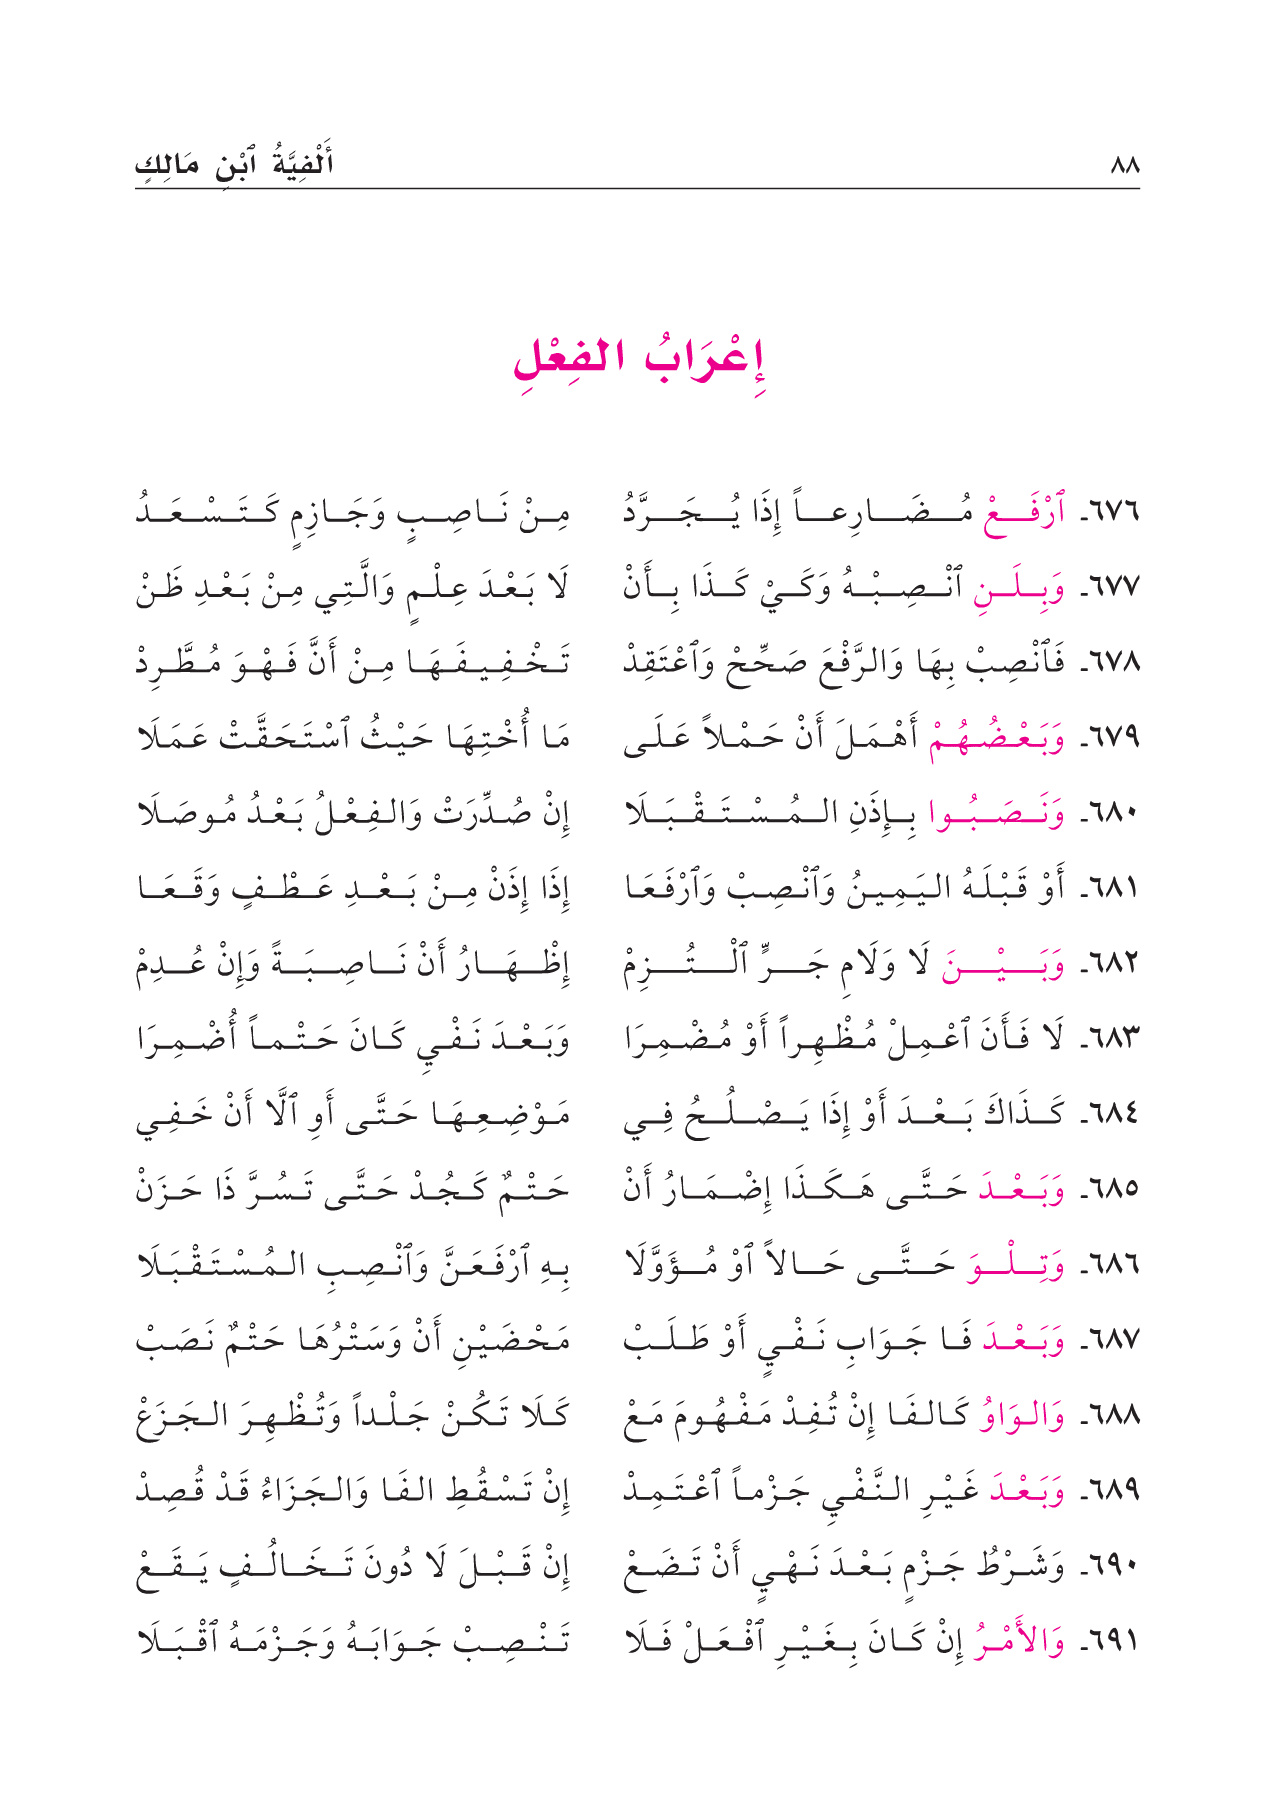 ٨٨ أَلْفِيَّةُ ٱبْنِ مَالِكٍ
إِعْرَابُ الفِعْلِ
٦٧٦- ٱرْفَعْ مُضَارِعاً إِذَا يُجَرَّدُ مِنْ نَاصِبٍ وَجَازِمٍ كَتَسْعَدُ
٦٧٧- وَبِلَنِ ٱنْصِبْهُ وَكَيْ كَذَا بِأَنْ لَا بَعْدَ عِلْمٍ وَالَّتِي مِنْ بَعْدِ ظَنْ
٦٧٨- فَٱنْصِبْ بِهَا وَالرَّفْعَ صَحِّحْ وَٱعْتَقِدْ تَخْفِيفَهَا مِنْ أَنَّ فَهْوَ مُطَّرِدْ
٦٧٩- وَبَعْضُهُمْ أَهْمَلَ أَنْ حَمْلاً عَلَى مَا أُخْتِهَا حَيْثُ ٱسْتَحَقَّتْ عَمَلَا
٦٨٠- وَنَصَبُوا بِإِذَنِ المُسْتَقْبَلَا إِنْ صُدِّرَتْ وَالفِعْلُ بَعْدُ مُوصَلَا
٦٨١- أَوْ قَبْلَهُ اليَمِينُ وَٱنْصِبْ وَٱرْفَعَا إِذَا إِذَنْ مِنْ بَعْدِ عَطْفٍ وَقَعَا
٦٨٢- وَبَيْنَ لَا وَلَامِ جَرٍّ ٱلْتُزِمْ إِظْهَارُ أَنْ نَاصِبَةً وَإِنْ عُدِمْ
٦٨٣- لَا فَأَنَ ٱعْمِلْ مُظْهِراً أَوْ مُضْمِرَا وَبَعْدَ نَفْيِ كَانَ حَتْماً أُضْمِرَا
٦٨٤- كَذَاكَ بَعْدَ أَوْ إِذَا يَصْلُحُ فِي مَوْضِعِهَا حَتَّى أَوِ ٱلَّا أَنْ خَفِي
٦٨٥- وَبَعْدَ حَتَّى هَكَذَا إِضْمَارُ أَنْ حَتْمٌ كَجُدْ حَتَّى تَسُرَّ ذَا حَزَنْ
٦٨٦- وَتِلْوَ حَتَّى حَالاً ٱوْ مُؤَوَّلَا بِهِ ٱرْفَعَنَّ وَٱنْصِبِ المُسْتَقْبَلَا
٦٨٧- وَبَعْدَ فَا جَوَابِ نَفْيٍ أَوْ طَلَبْ مَحْضَيْنِ أَنْ وَسَتْرُهَا حَتْمٌ نَصَبْ
٦٨٨- وَالوَاوُ كَالفَا إِنْ تُفِدْ مَفْهُومَ مَعْ كَلَا تَكُنْ جَلْداً وَتُظْهِرَ الجَزَعْ
٦٨٩- وَبَعْدَ غَيْرِ النَّفْيِ جَزْماً ٱعْتَمِدْ إِنْ تَسْقُطِ الفَا وَالجَزَاءُ قَدْ قُصِدْ
٦٩٠- وَشَرْطُ جَزْمٍ بَعْدَ نَهْيٍ أَنْ تَضَعْ إِنْ قَبْلَ لَا دُونَ تَخَالُفٍ يَقَعْ
٦٩١- وَالأَمْرُ إِنْ كَانَ بِغَيْرِ ٱفْعَلْ فَلَا تَنْصِبْ جَوَابَهُ وَجَزْمَهُ ٱقْبَلَا